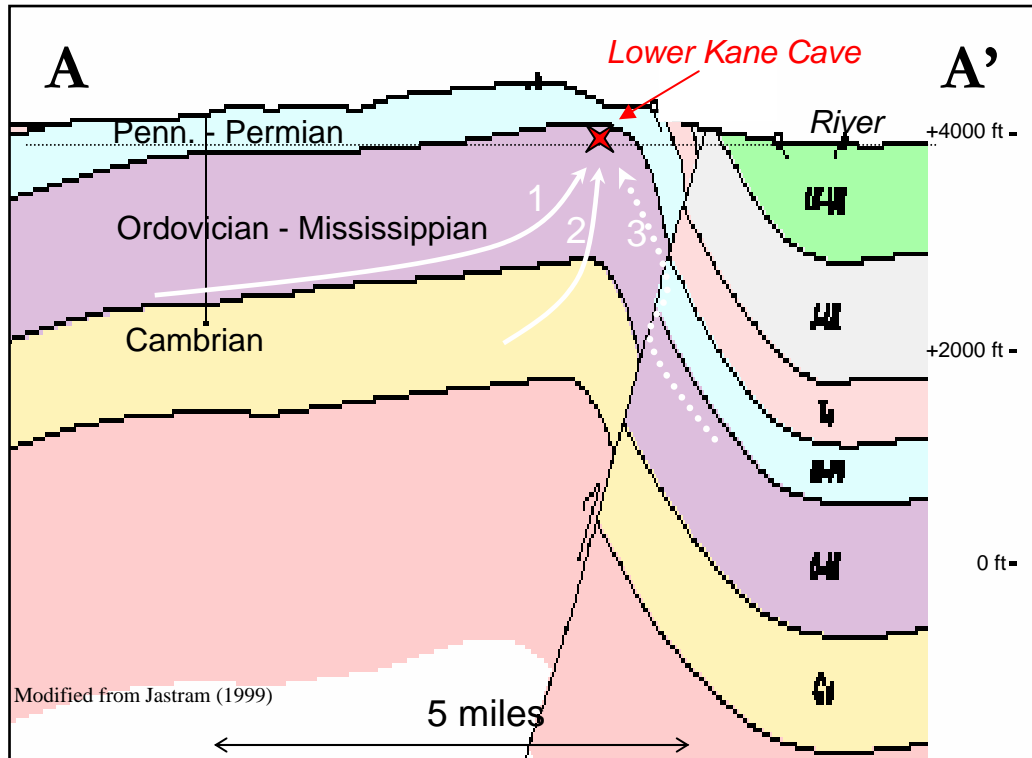 A
Lower Kane Cave
A’
Penn. - Permian
River
+4000 ft
1
2
3
Ordovician - Mississippian
Cambrian
+2000 ft
0 ft
Modified from Jastram (1999)
5 miles